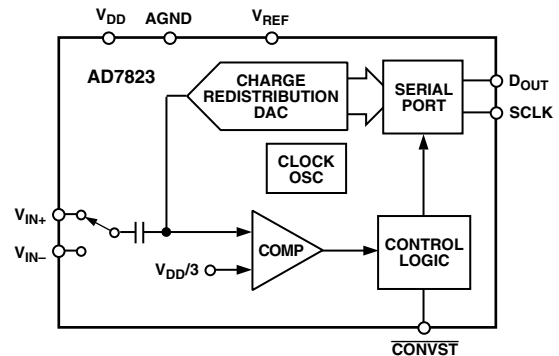 VDD AGND VREF
AD7823
CHARGE
REDISTRIBUTION
DAC
SERIAL
PORT
DOUT
SCLK
CLOCK
OSC
VIN+
VIN–
COMP
VDD/3
CONTROL
LOGIC
CONVST